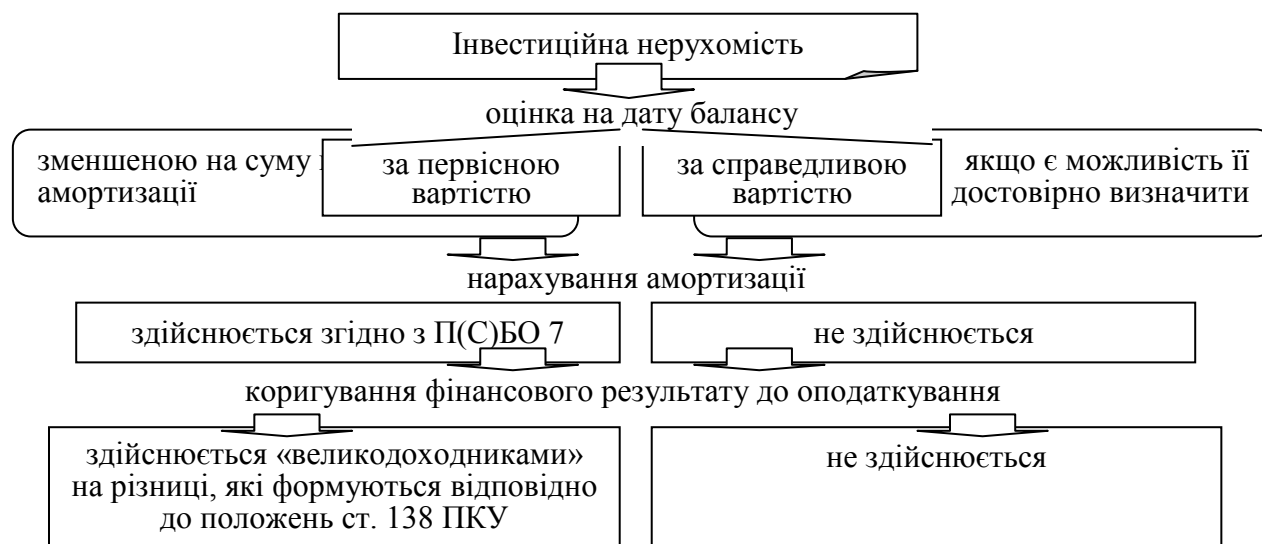 Інвестиційна нерухомість
оцінка на дату балансу
зменшеною на суму
амортизації
за первісною
вартістю
за справедливою
вартістю
якщо є можливість її
достовірно визначити
нарахування амортизації
здійснюється згідно з П(С)БО 7
не здійснюється
коригування фінансового результату до оподаткування
здійснюється «великодоходниками»
на різниці, які формуються відповідно
до положень ст. 138 ПКУ
не здійснюється